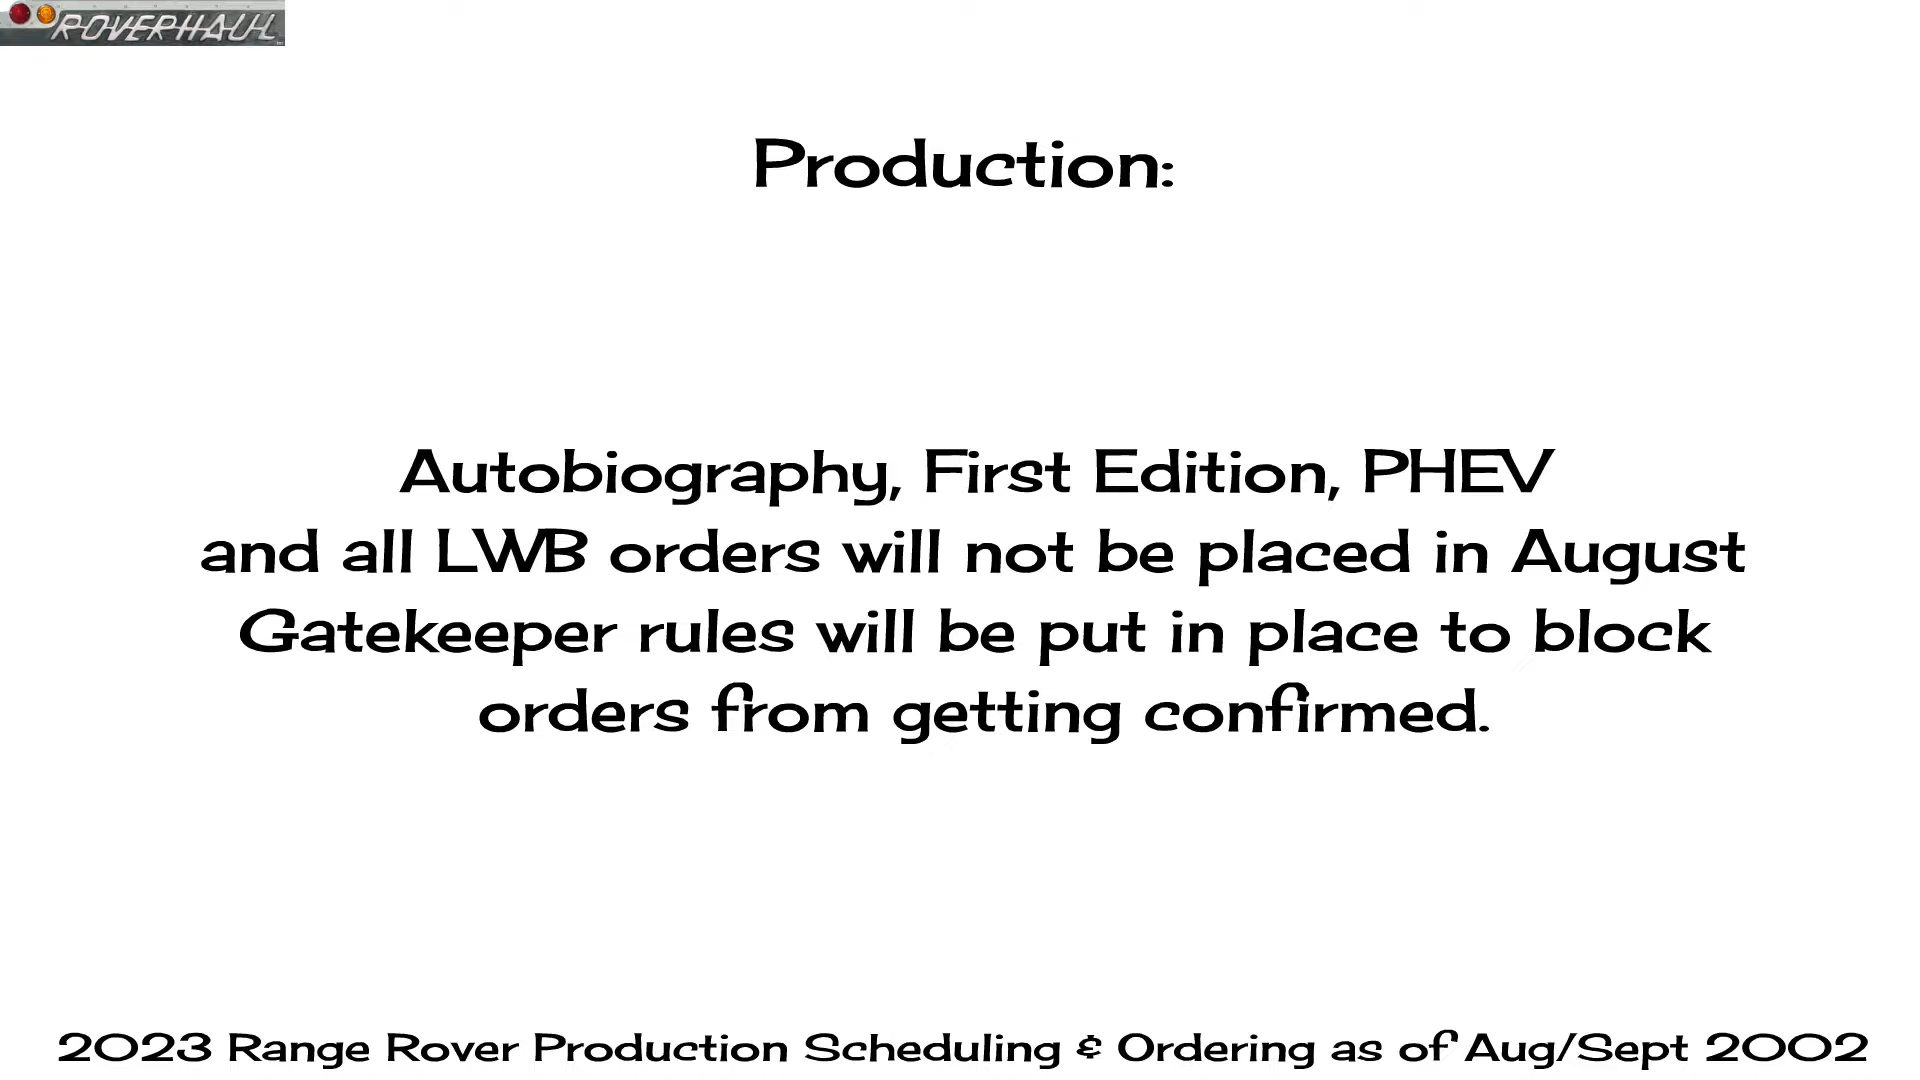 ROVERHAUL
Production:
Autobiography, First Edition, PHEV
and all LWB orders will not be placed in August
Gatekeeper rules will be put in place to block
orders from getting confirmed.
2023 Range Rover Production Scheduling & Ordering as of Aug/Sept 2002